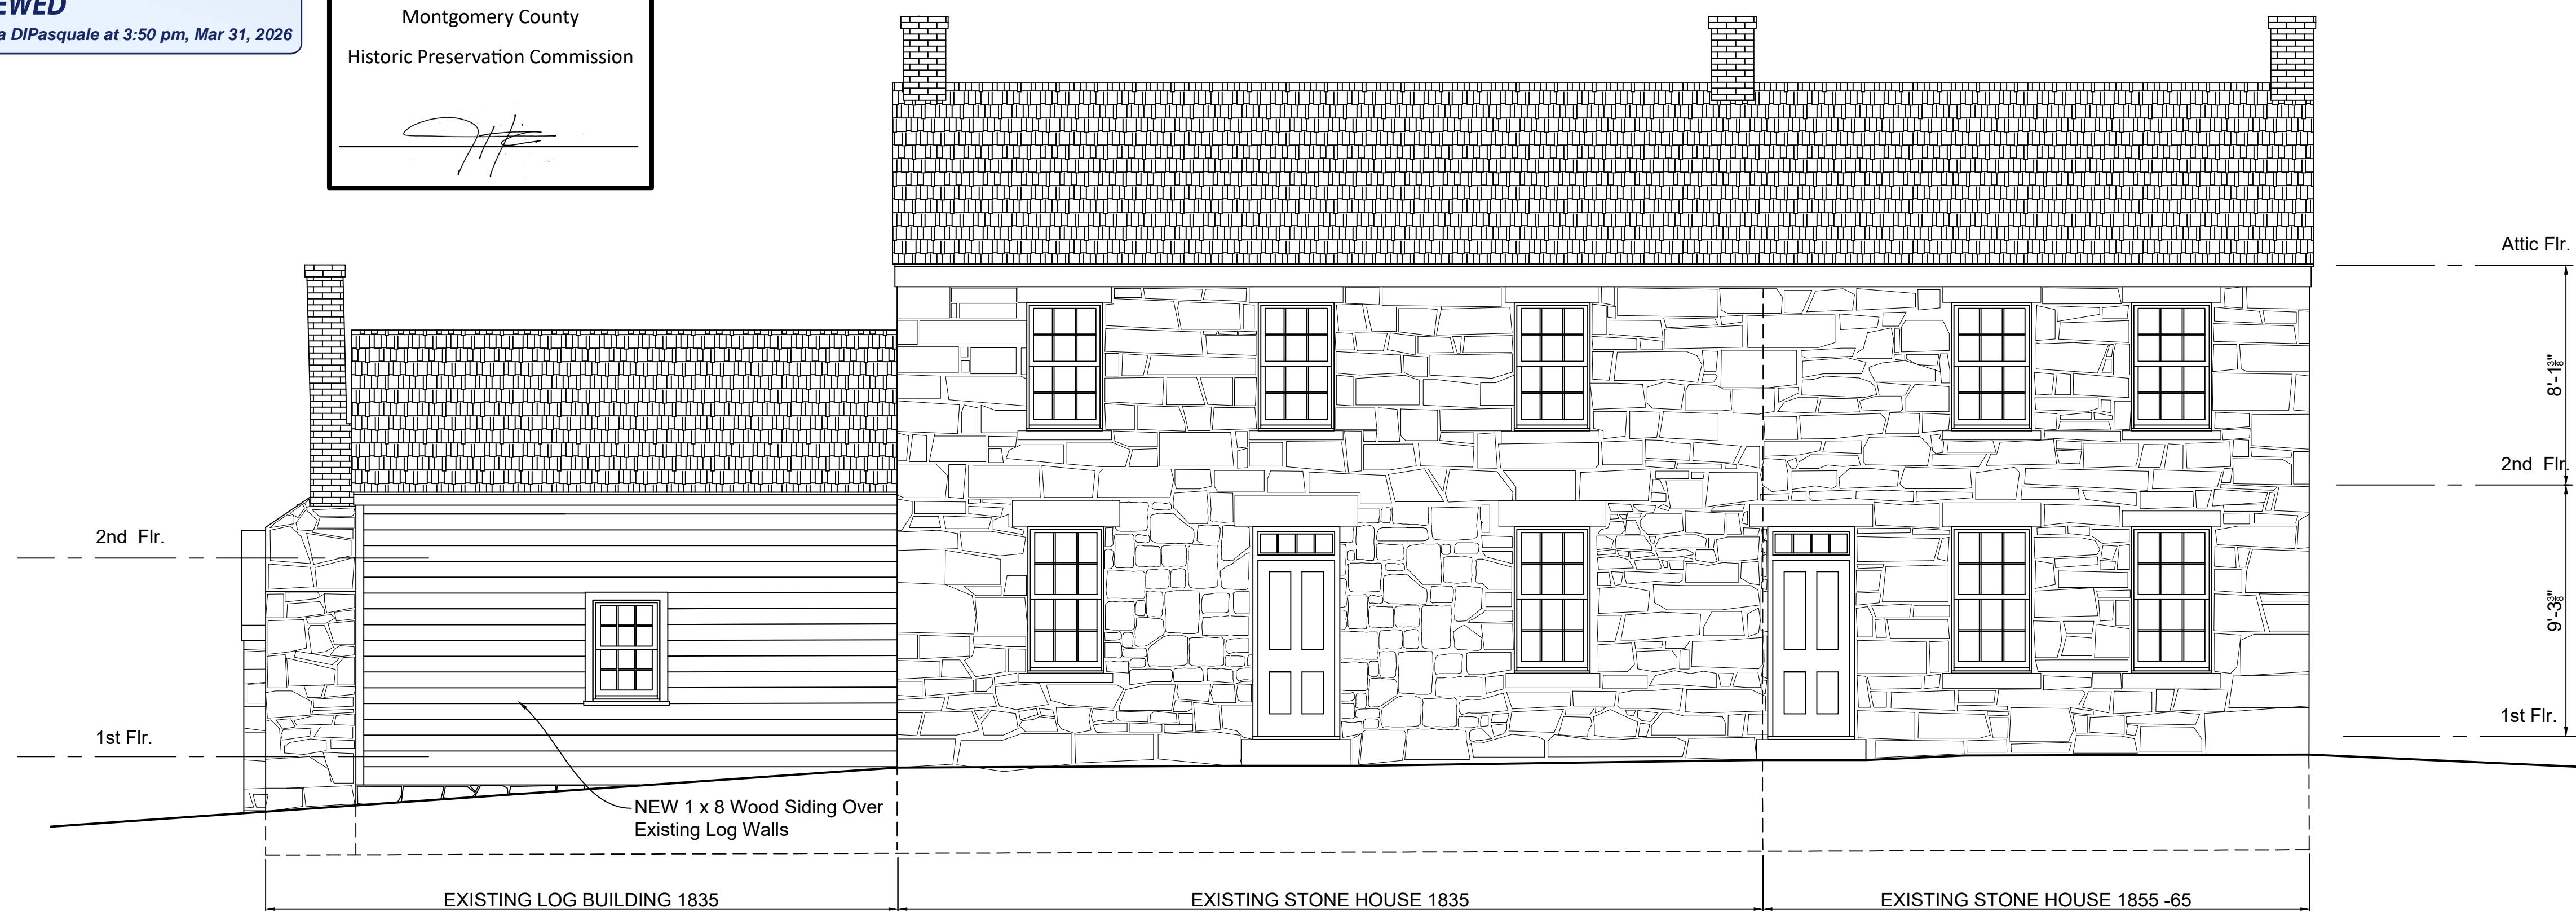 EWED
a DIPasquale at 3:50 pm, Mar 31, 2026
Montgomery County
Historic Preservation Commission
Attic Flr.
8'-1⅜"
2nd Flr.
9'-3⅜"
1st Flr.
2nd Flr.
1st Flr.
NEW 1 x 8 Wood Siding Over
Existing Log Walls
EXISTING LOG BUILDING 1835
EXISTING STONE HOUSE 1835
EXISTING STONE HOUSE 1855 -65